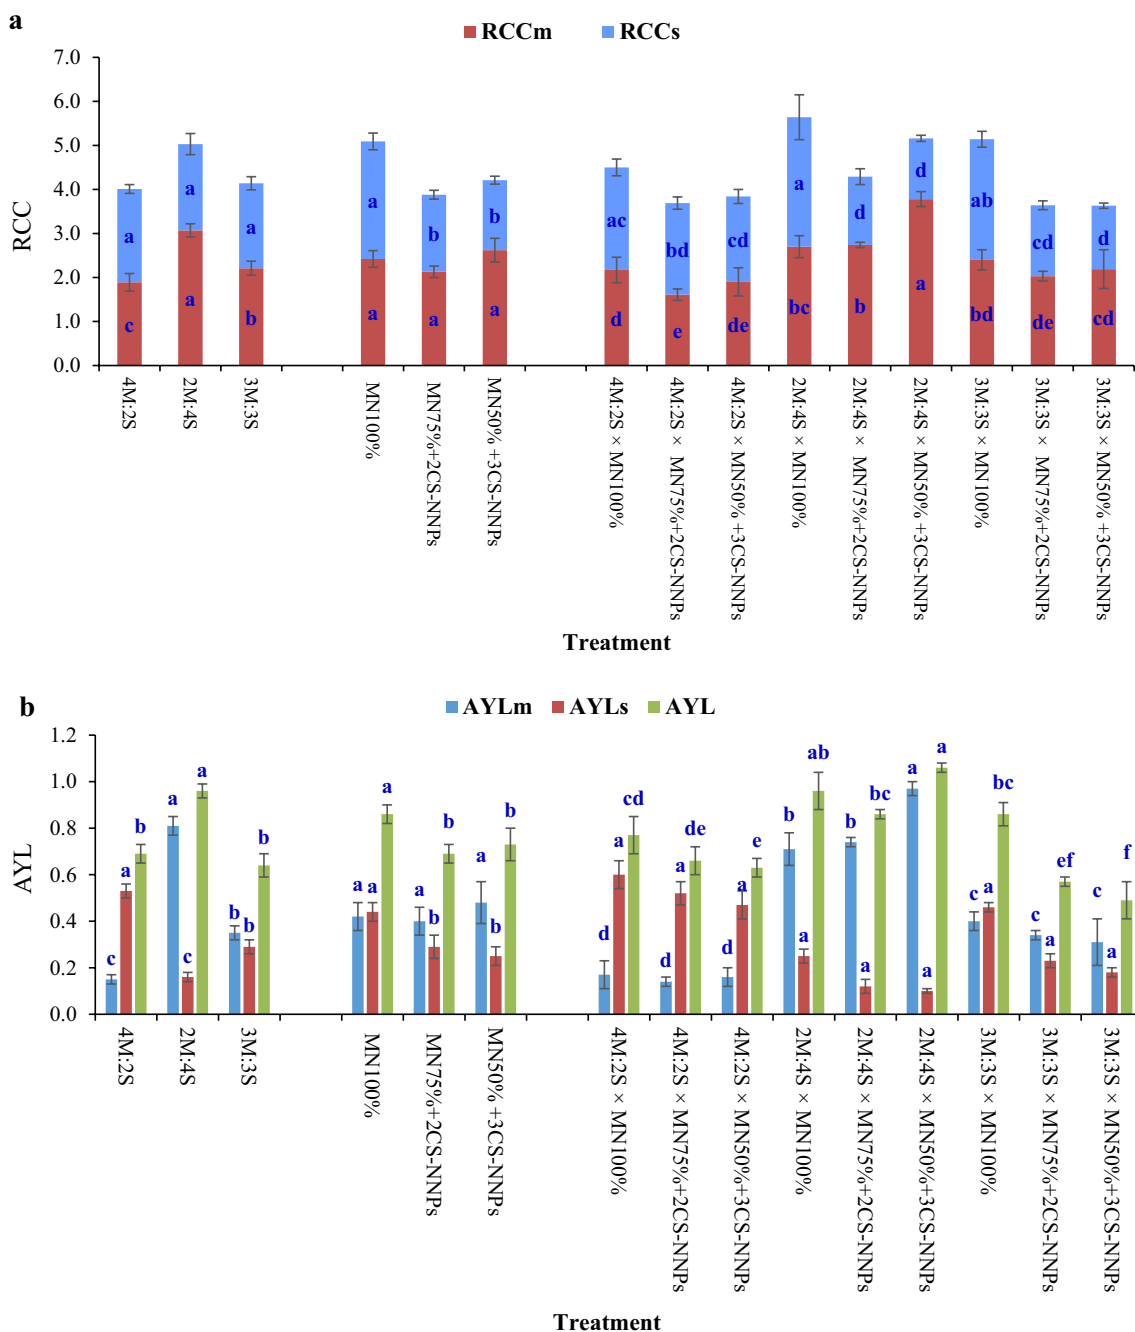 a
RCCm RCCs
7.0
6.0
5.0
4.0
3.0
2.0
1.0
0.0
RCC
a a a a b b ac bd cd a d d ab cd d
c a b a a a d e de bc b a bd de cd
4M:2S
2M:4S
3M:3S
MN100%
MN75%+2CS-NNPs
MN50% +3CS-NNPs
4M:2S × MN100%
4M:2S × MN75%+2CS-NNPs
4M:2S × MN50% +3CS-NNPs
2M:4S × MN100%
2M:4S × MN75%+2CS-NNPs
2M:4S × MN50% +3CS-NNPs
3M:3S × MN100%
3M:3S × MN75%+2CS-NNPs
3M:3S × MN50% +3CS-NNPs
Treatment
b
AYLm AYLs AYL
1.2
1.0
0.8
0.6
0.4
0.2
0.0
AYL
c a b
a c a
b b b
a a a
a b b
a b b
d a cd
d a de
d a e
b a ab
b a bc
a a a
c a bc
c a ef
c a f
4M:2S
2M:4S
3M:3S
MN100%
MN75%+2CS-NNPs
MN50% +3CS-NNPs
4M:2S × MN100%
4M:2S × MN75%+2CS-NNPs
4M:2S × MN50%+3CS-NNPs
2M:4S × MN100%
2M:4S × MN75%+2CS-NNPs
2M:4S × MN50%+3CS-NNPs
3M:3S × MN100%
3M:3S × MN75%+2CS-NNPs
3M:3S × MN50%+3CS-NNPs
Treatment